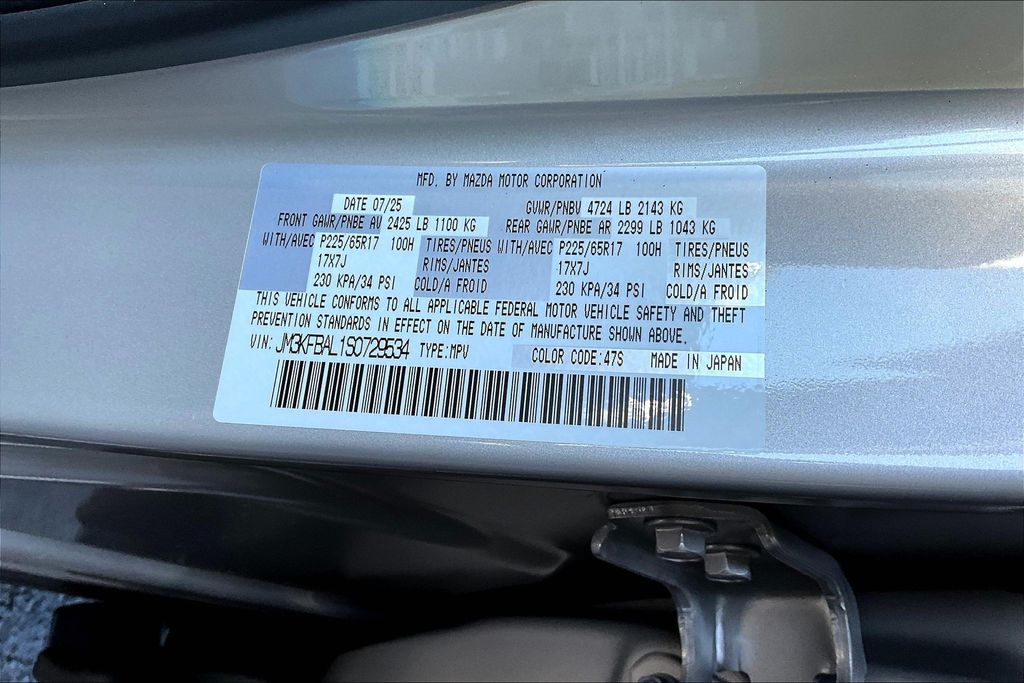 MFD. BY MAZDA MOTOR CORPORATION
DATE 07/25 GVWR/PNBV 4724 LB 2143 KG
FRONT GAWR/PNBE AV 2425 LB 1100 KG REAR GAWR/PNBE AR 2299 LB 1043 KG
WITH/AVEC P225/65R17 100H TIRES/PNEUS WITH/AVEC P225/65R17 100H TIRES/PNEUS
17X7J RIMS/JANTES 17X7J RIMS/JANTES
230 KPA/34 PSI COLD/A FROID 230 KPA/34 PSI COLD/A FROID
THIS VEHICLE CONFORMS TO ALL APPLICABLE FEDERAL MOTOR VEHICLE SAFETY AND THEFT
PREVENTION STANDARDS IN EFFECT ON THE DATE OF MANUFACTURE SHOWN ABOVE.
VIN: JM3KFBAL1S0729534 TYPE:MPV COLOR CODE:47S MADE IN JAPAN